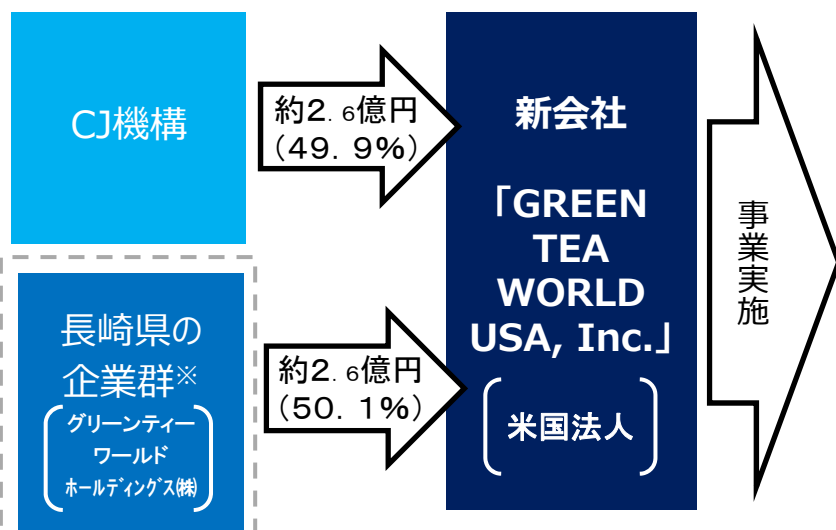 CJ機構
約2.6億円
(49.9%)
長崎県の
企業群※
グリーンティー
ワールド
ホールディングス㈱
約2.6億円
(50.1%)
新会社
「GREEN
TEA
WORLD
USA, Inc.」
米国法人
事業実施